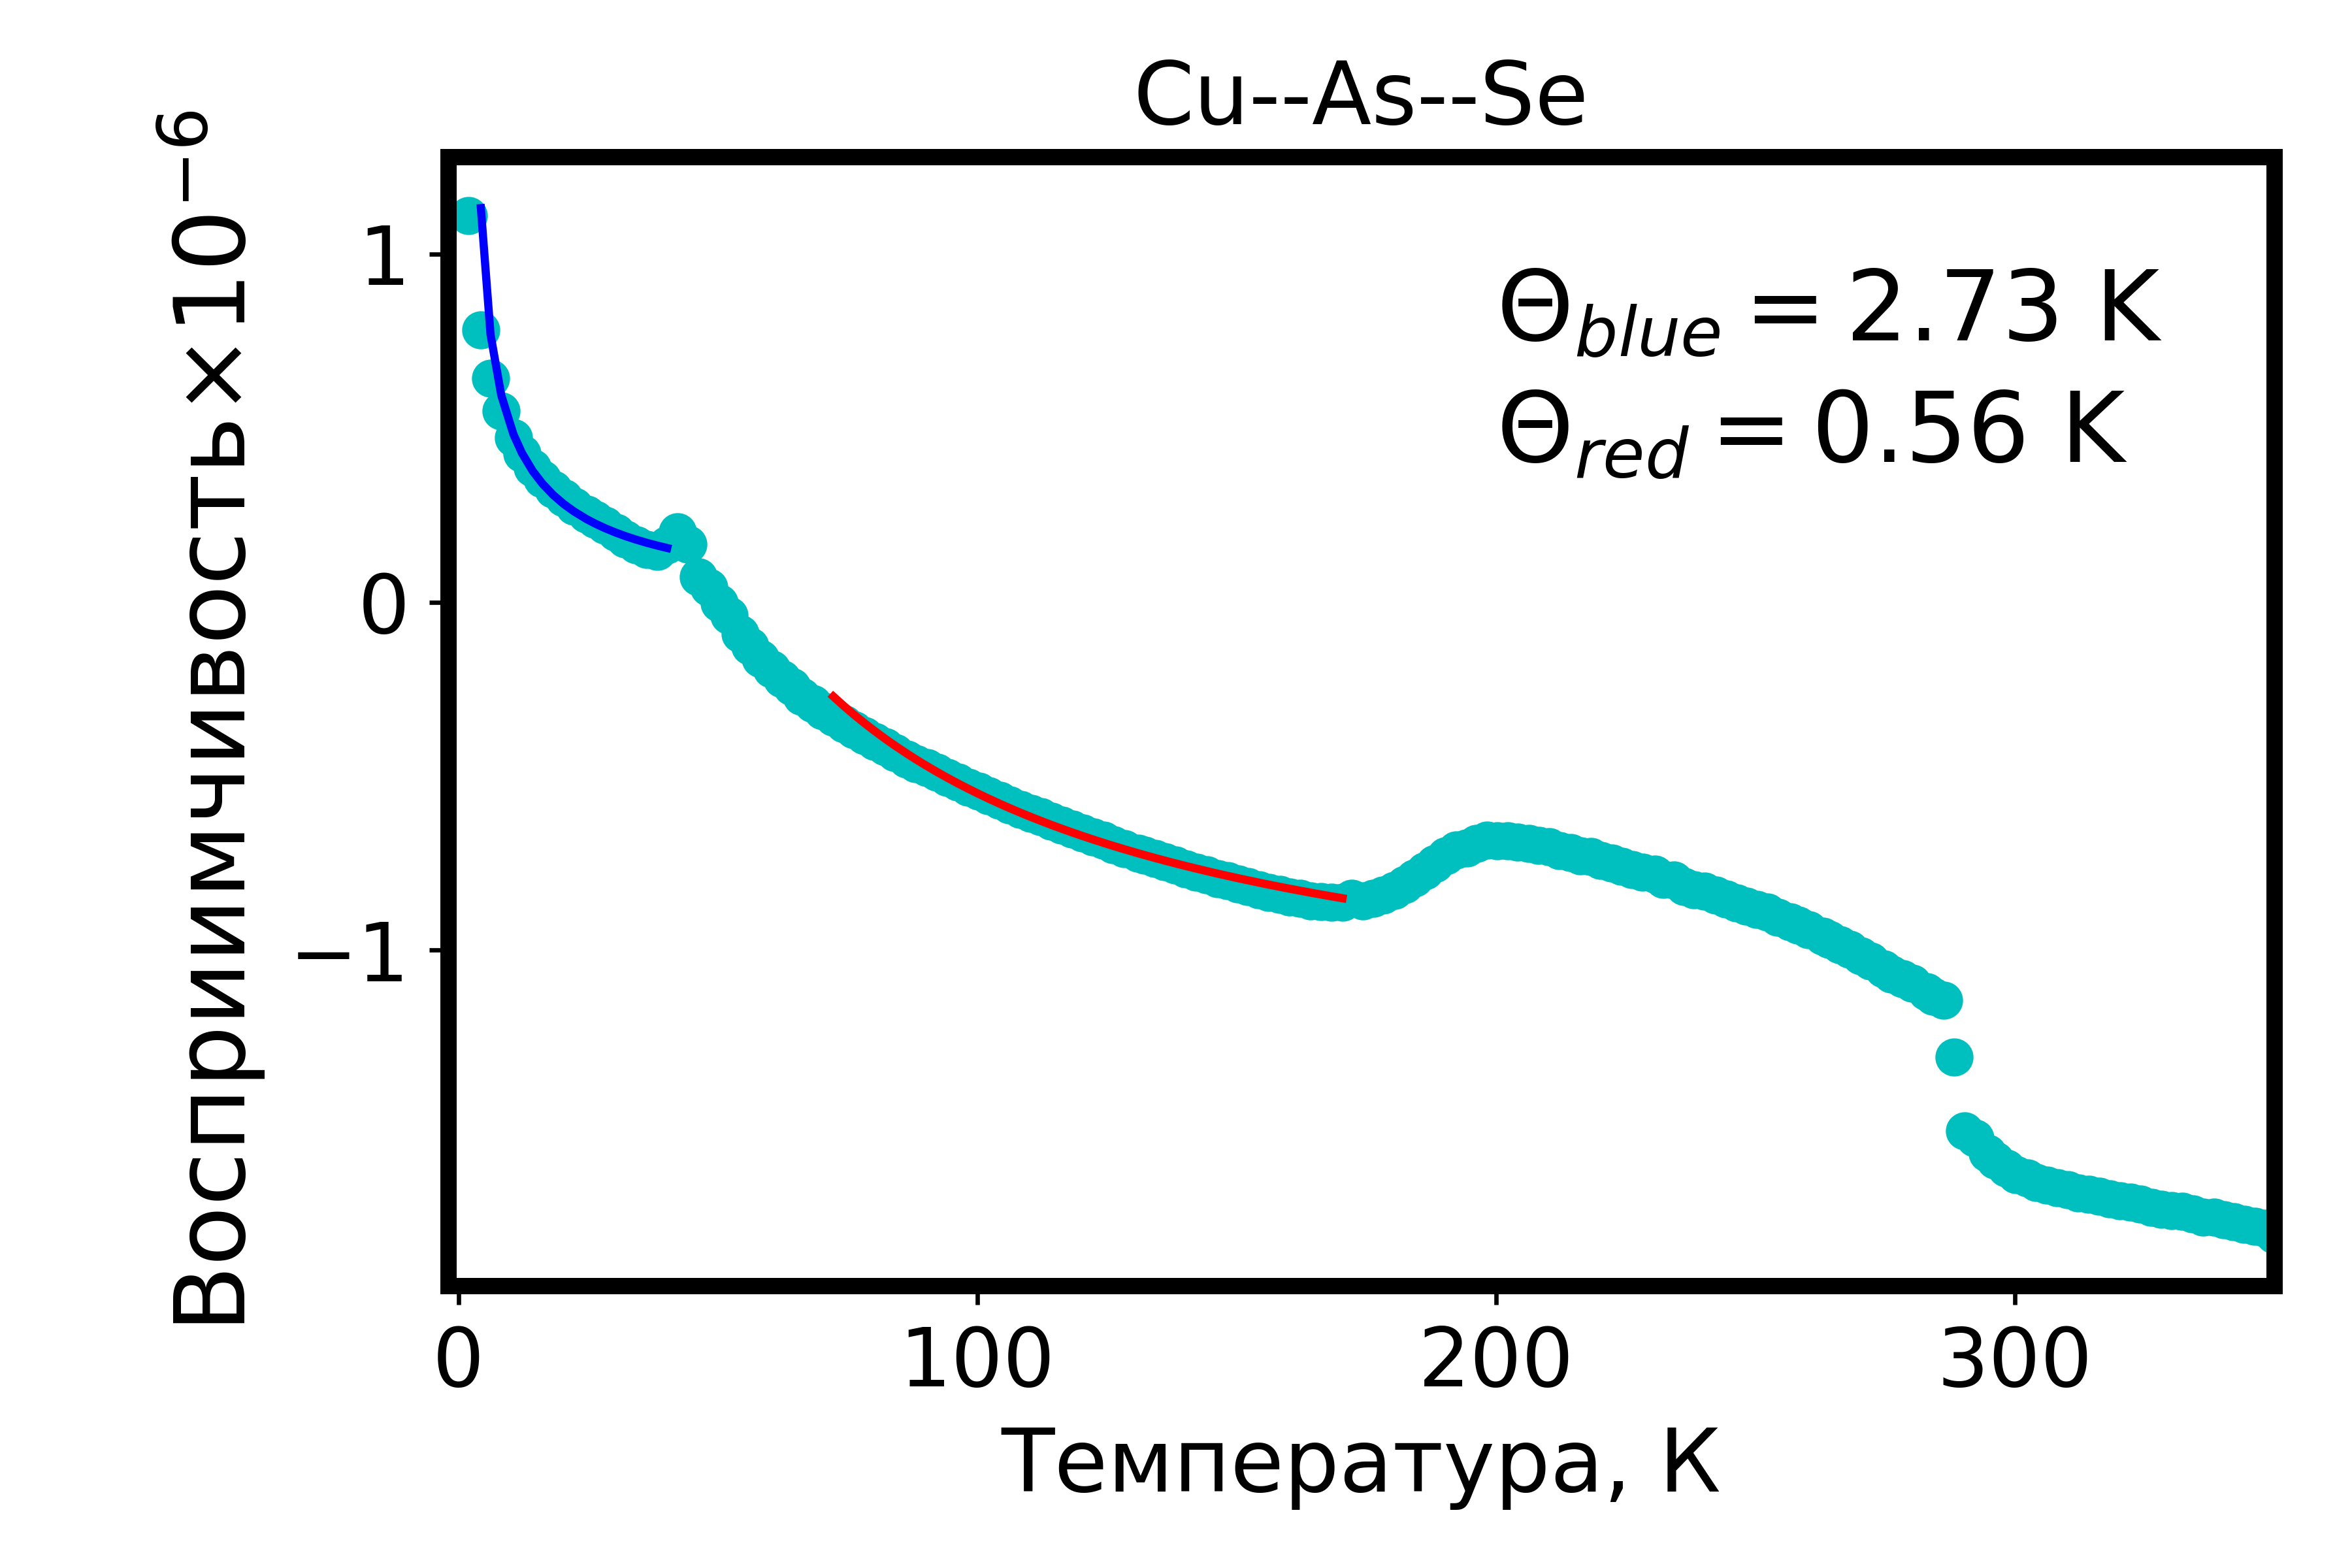 Cu--As--Se
Восприимчивость×10⁻⁶
1
0
−1
Θ_blue = 2.73 K
Θ_red = 0.56 K
0 100 200 300
Температура, К